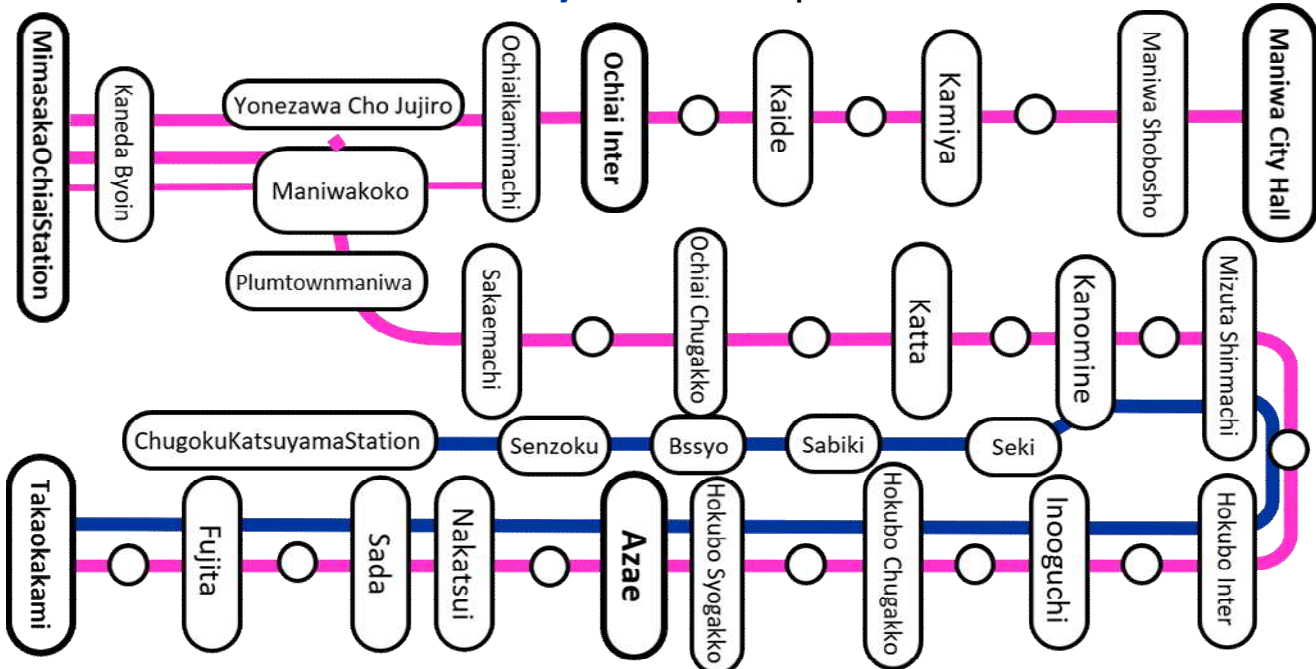 MimasakaOchiaiStation
Kaneda Byoin
Yonezawa Cho Jujiro
Maniwakoko
Plumtownmaniwa
Ochiaikamimachi
Ochiai Inter
Kaide
Kamiya
Maniwa Shobosho
Maniwa City Hall
Sakaemachi
Ochiai Chugakko
Katta
Kanomine
Mizuta Shinmachi
ChugokuKatsuyamaStation
Senzoku
Bssyo
Sabiki
Seki
Takaokakami
Fujita
Sada
Nakatsui
Azae
Hokubo Syogakko
Hokubo Chugakko
Inooguchi
Hokubo Inter